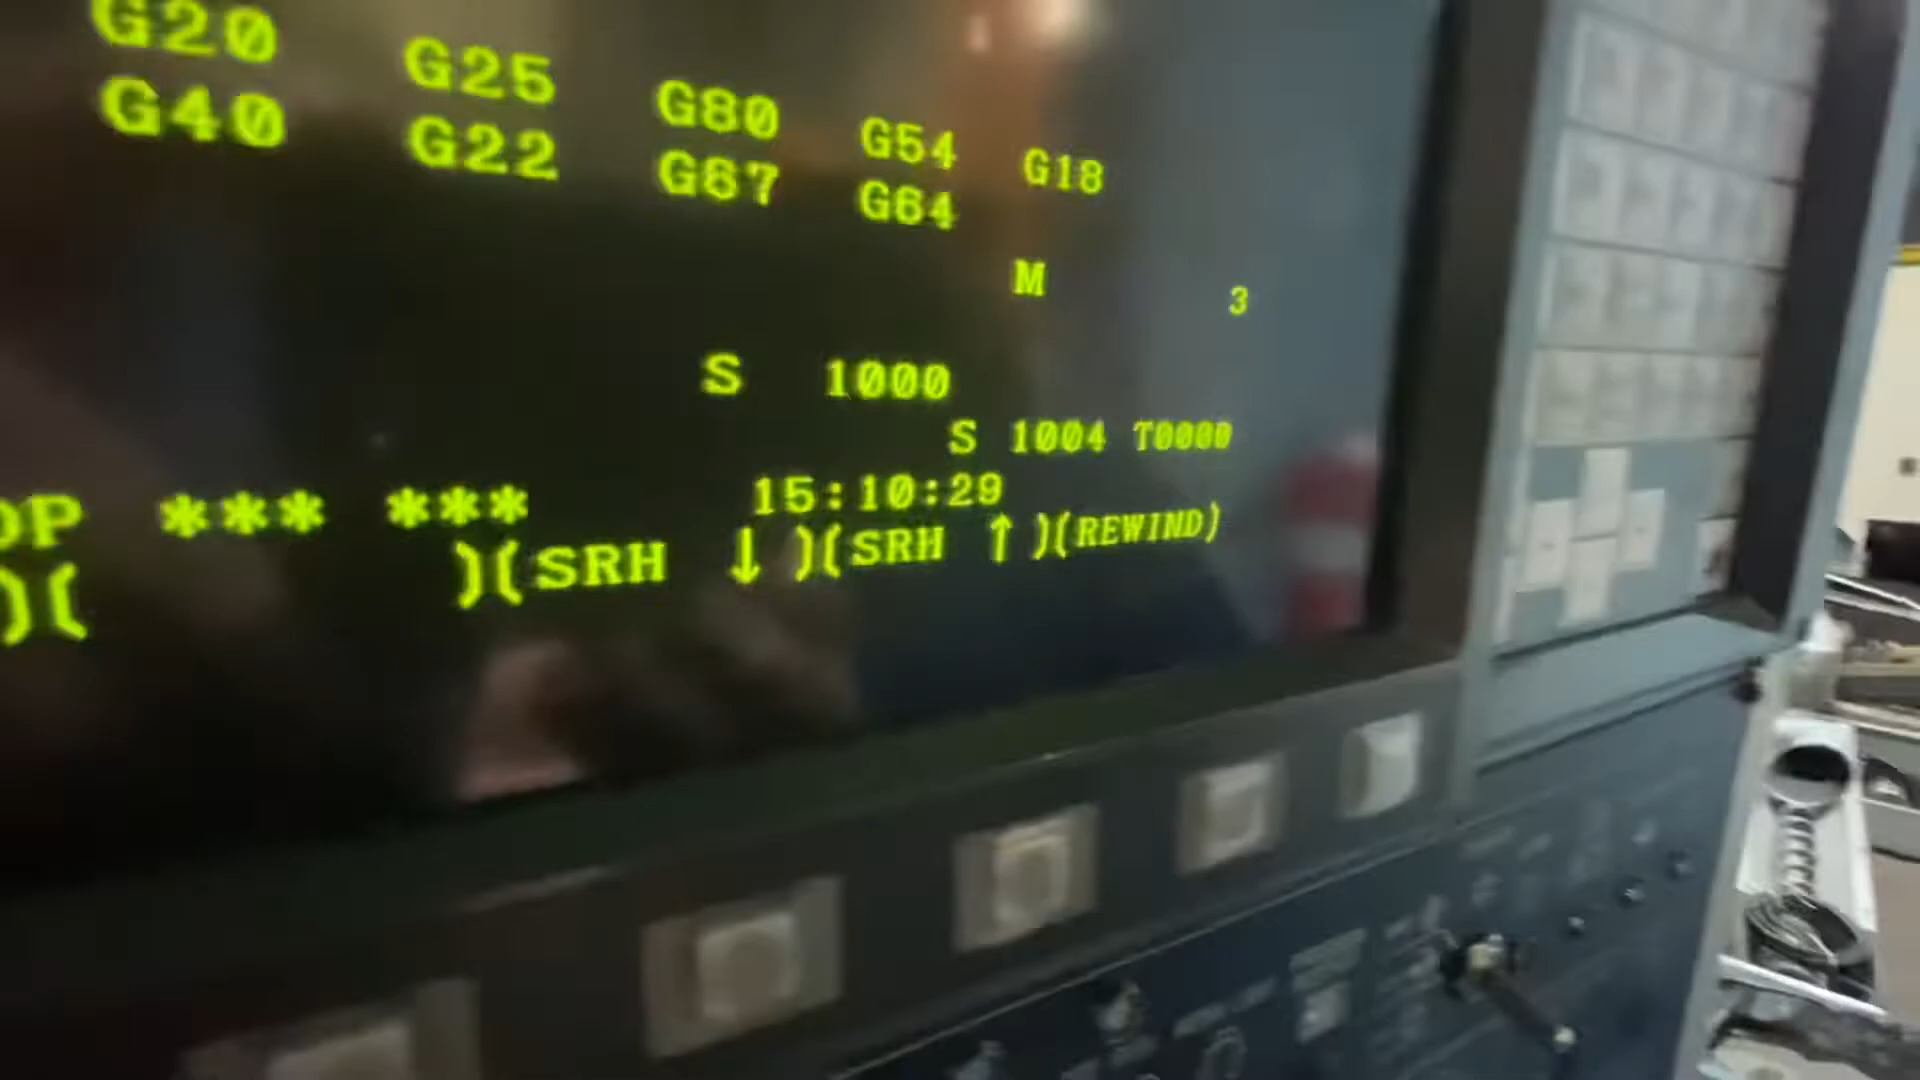 G20 G25 G80 G54 G18
G40 G22 G67 G64
M 3
S 1000
S 1004 T0000
OP *** *** 15:10:29
)( )(SRH ↓ )(SRH ↑ )(REWIND)